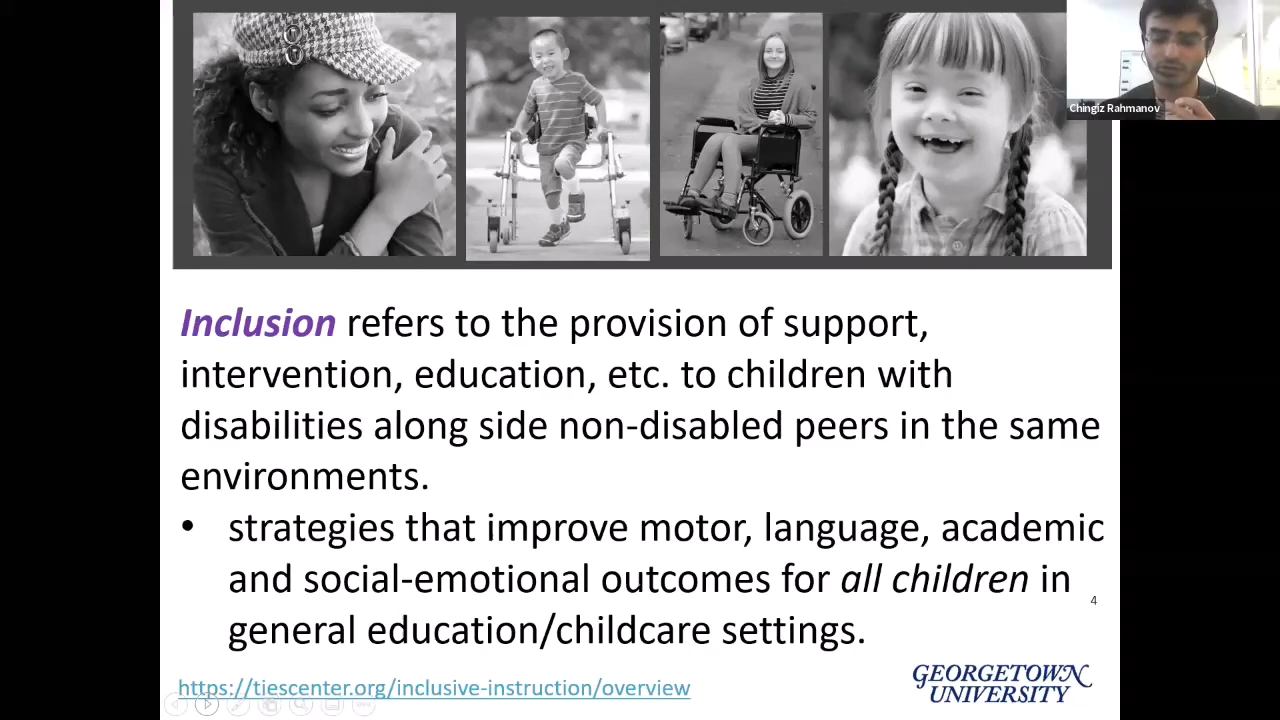 Chingiz Rahmanov
Inclusion refers to the provision of support,
intervention, education, etc. to children with
disabilities along side non-disabled peers in the same
environments.
• strategies that improve motor, language, academic
and social-emotional outcomes for all children in
general education/childcare settings.
4
https://tiescenter.org/inclusive-instruction/overview
GEORGETOWN
UNIVERSITY